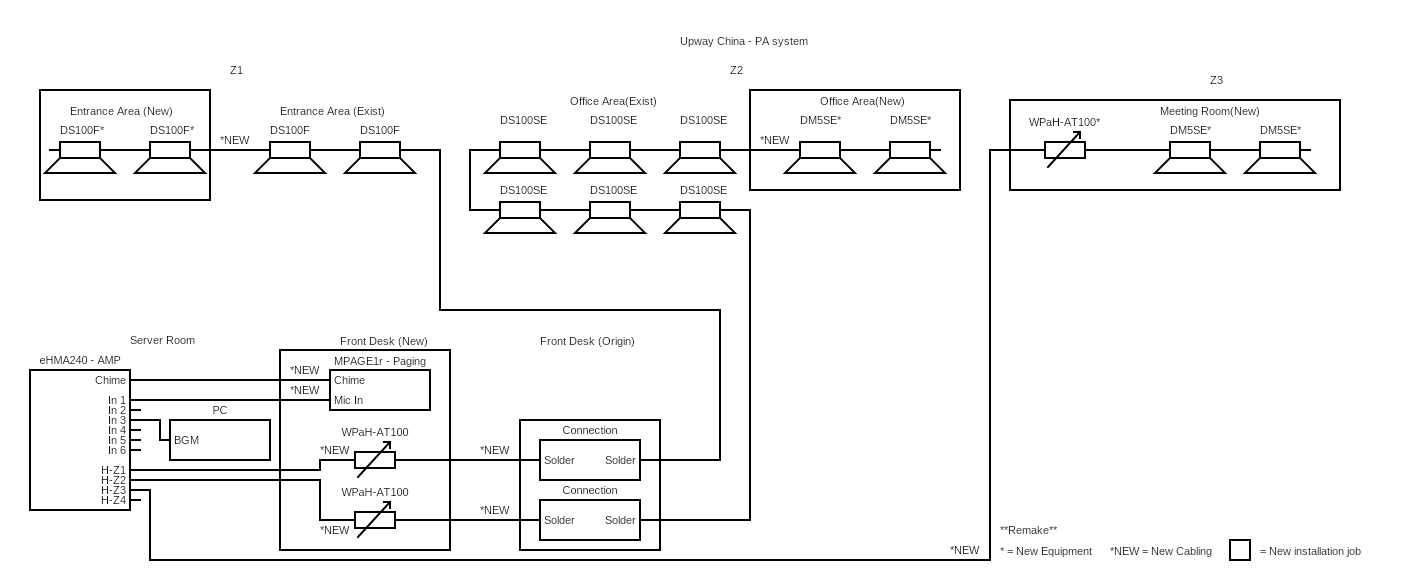 Upway China - PA system
Z1
Z2
Z3
Entrance Area (New)
Entrance Area (Exist)
DS100F*
DS100F*
*NEW
DS100F
DS100F
Office Area(Exist)
Office Area(New)
DS100SE
DS100SE
DS100SE
*NEW
DM5SE*
DM5SE*
DS100SE
DS100SE
DS100SE
Meeting Room(New)
WPaH-AT100*
DM5SE*
DM5SE*
Server Room
eHMA240 - AMP
Chime
In 1
In 2
In 3
In 4
In 5
In 6
H-Z1
H-Z2
H-Z3
H-Z4
PC
BGM
Front Desk (New)
MPAGE1r - Paging
*NEW
Chime
*NEW
Mic In
WPaH-AT100
*NEW
WPaH-AT100
*NEW
Front Desk (Origin)
*NEW
Connection
Solder
Solder
*NEW
Connection
Solder
Solder
*NEW
**Remake**
* = New Equipment
*NEW = New Cabling
= New installation job